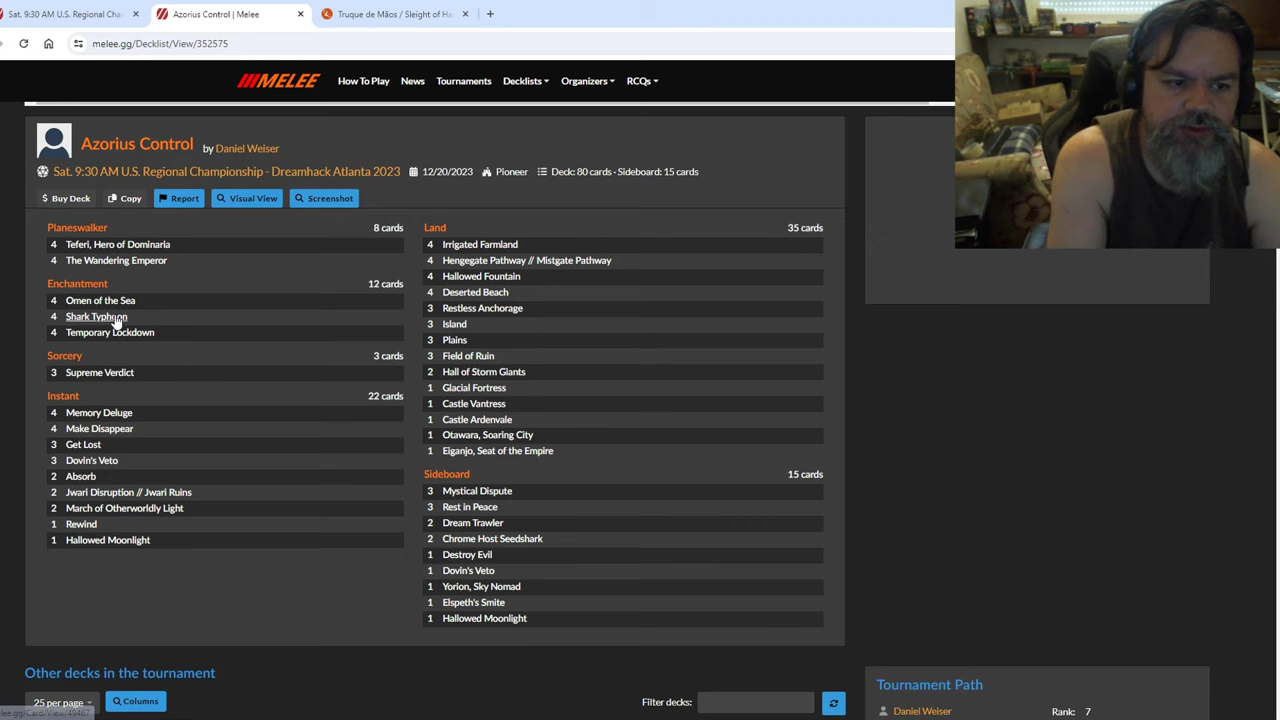 Sat. 9:30 AM U.S. Regional Cham
Azorius Control | Melee
Truque de Mãos / Sleight of Ha
melee.gg/Decklist/View/352575
MELEE
How To Play
News
Tournaments
Decklists
Organizers
RCQs
Azorius Control by Daniel Weiser
Sat. 9:30 AM U.S. Regional Championship - Dreamhack Atlanta 2023
12/20/2023
Pioneer
Deck: 80 cards - Sideboard: 15 cards
$ Buy Deck
Copy
Report
Visual View
Screenshot
Planeswalker 8 cards
4 Teferi, Hero of Dominaria
4 The Wandering Emperor
Enchantment 12 cards
4 Omen of the Sea
4 Shark Typhoon
4 Temporary Lockdown
Sorcery 3 cards
3 Supreme Verdict
Instant 22 cards
4 Memory Deluge
4 Make Disappear
3 Get Lost
3 Dovin's Veto
2 Absorb
2 Jwari Disruption // Jwari Ruins
2 March of Otherworldly Light
1 Rewind
1 Hallowed Moonlight
Land 35 cards
4 Irrigated Farmland
4 Hengegate Pathway // Mistgate Pathway
4 Hallowed Fountain
4 Deserted Beach
3 Restless Anchorage
3 Island
3 Plains
3 Field of Ruin
2 Hall of Storm Giants
1 Glacial Fortress
1 Castle Vantress
1 Castle Ardenvale
1 Otawara, Soaring City
1 Eiganjo, Seat of the Empire
Sideboard 15 cards
3 Mystical Dispute
3 Rest in Peace
2 Dream Trawler
2 Chrome Host Seedshark
1 Destroy Evil
1 Dovin's Veto
1 Yorion, Sky Nomad
1 Elspeth's Smite
1 Hallowed Moonlight
Other decks in the tournament
25 per page
Columns
Filter decks:
Tournament Path
Daniel Weiser
Rank: 7
melee.gg/Card/View/49467